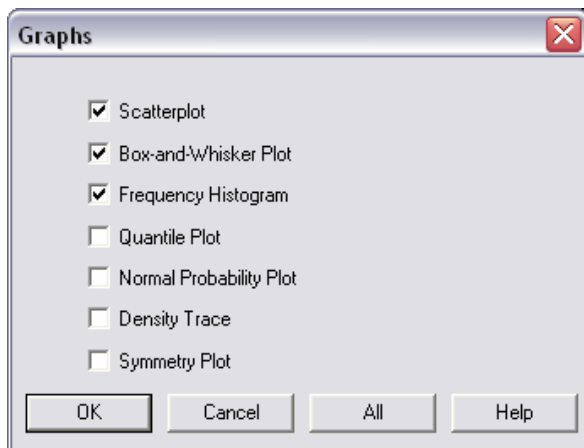 Graphs
Scatterplot
Box-and-Whisker Plot
Frequency Histogram
Quantile Plot
Normal Probability Plot
Density Trace
Symmetry Plot
OK Cancel All Help